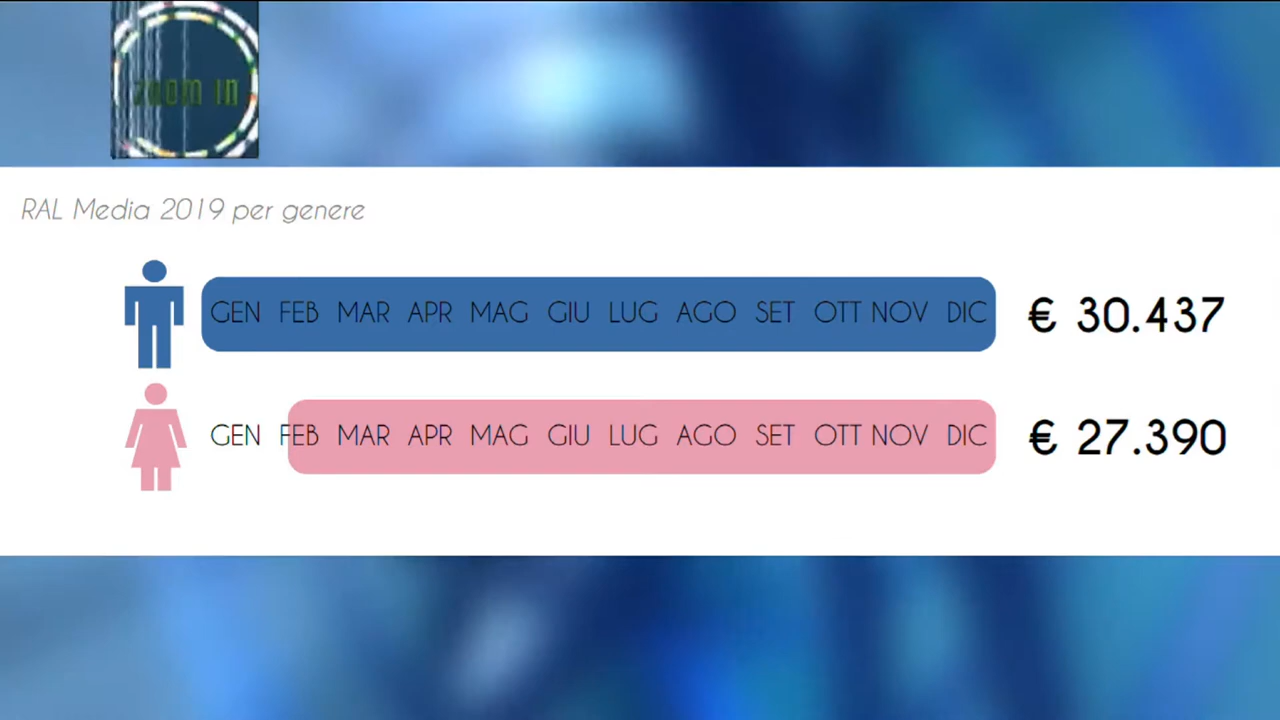 ZOOM IN
RAL Media 2019 per genere
GEN FEB MAR APR MAG GIU LUG AGO SET OTT NOV DIC € 30.437
GEN FEB MAR APR MAG GIU LUG AGO SET OTT NOV DIC € 27.390